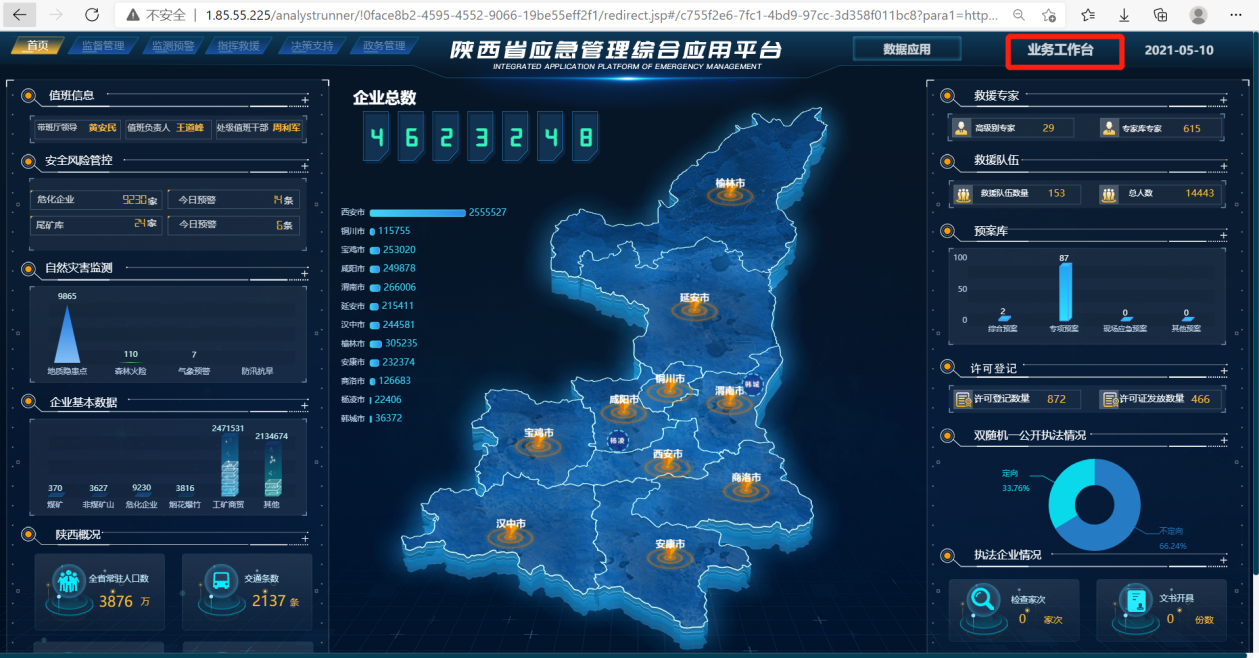 不安全
1.85.55.225/analystrunner/!0face8b2-4595-4552-9066-19be55eff2f1/redirect.jsp#/c755f2e6-7fc1-4bd9-97cc-3d358f011bc8?para1=http...
首页
监督管理
监测预警
指挥救援
决策支持
政务管理
陕西省应急管理综合应用平台
INTEGRATED APPLICATION PLATFORM OF EMERGENCY MANAGEMENT
数据应用
业务工作台
2021-05-10
值班信息
带班厅领导 黄安民 值班负责人 王道峰 处级值班干部 周利军
安全风险管控
危化企业 9230家 今日预警 14条
尾矿库 24家 今日预警 6条
自然灾害监测
9865
110
7
地质隐患点 森林火险 气象预警 防汛抗旱
企业基本数据
2471531
2134674
370 3627 9230 3816
煤矿 非煤矿山 危化企业 烟花爆竹 工矿商贸 其他
陕西概况
全省常驻人口数
3876 万
交通条数
2137 条
企业总数
4 6 2 3 2 4 8
西安市 2555527
铜川市 115755
宝鸡市 253020
咸阳市 249878
渭南市 266006
延安市 215411
汉中市 244581
榆林市 305235
安康市 232374
商洛市 126683
杨凌市 22406
韩城市 36372
榆林市
延安市
铜川市
渭南市
韩城
咸阳市
宝鸡市
杨凌
西安市
商洛市
汉中市
安康市
救援专家
高级别专家 29 专家库专家 615
救援队伍
救援队伍数量 153 总人数 14443
预案库
100
50
0
2 87 0 0
综合预案 专项预案 现场应急预案 其他预案
许可登记
许可登记数量 872 许可证发放数量 466
双随机一公开执法情况
定向
33.76%
不定向
66.24%
执法企业情况
检查家次
0 家次
文书开具
0 份数